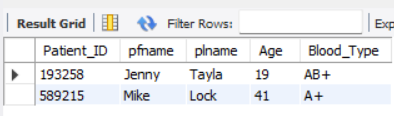 Result Grid Filter Rows: Exp
Patient_ID pfname plname Age Blood_Type
193258 Jenny Tayla 19 AB+
589215 Mike Lock 41 A+